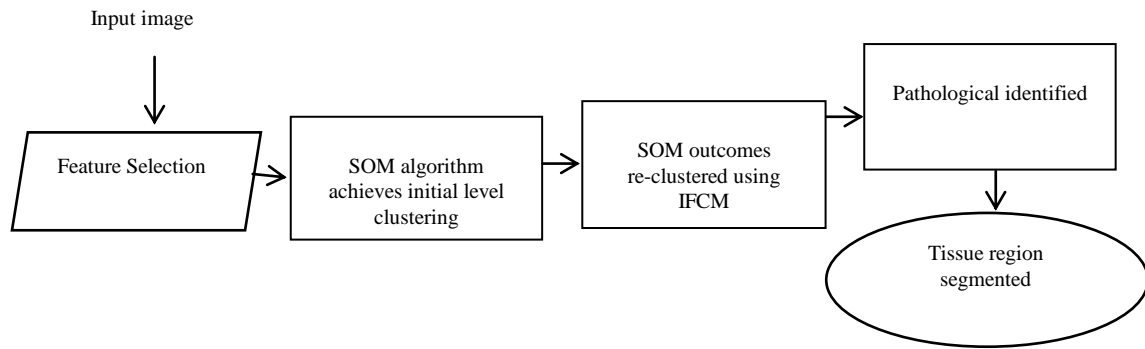 Input image
Feature Selection
SOM algorithm
achieves initial level
clustering
SOM outcomes
re-clustered using
IFCM
Pathological identified
Tissue region
segmented